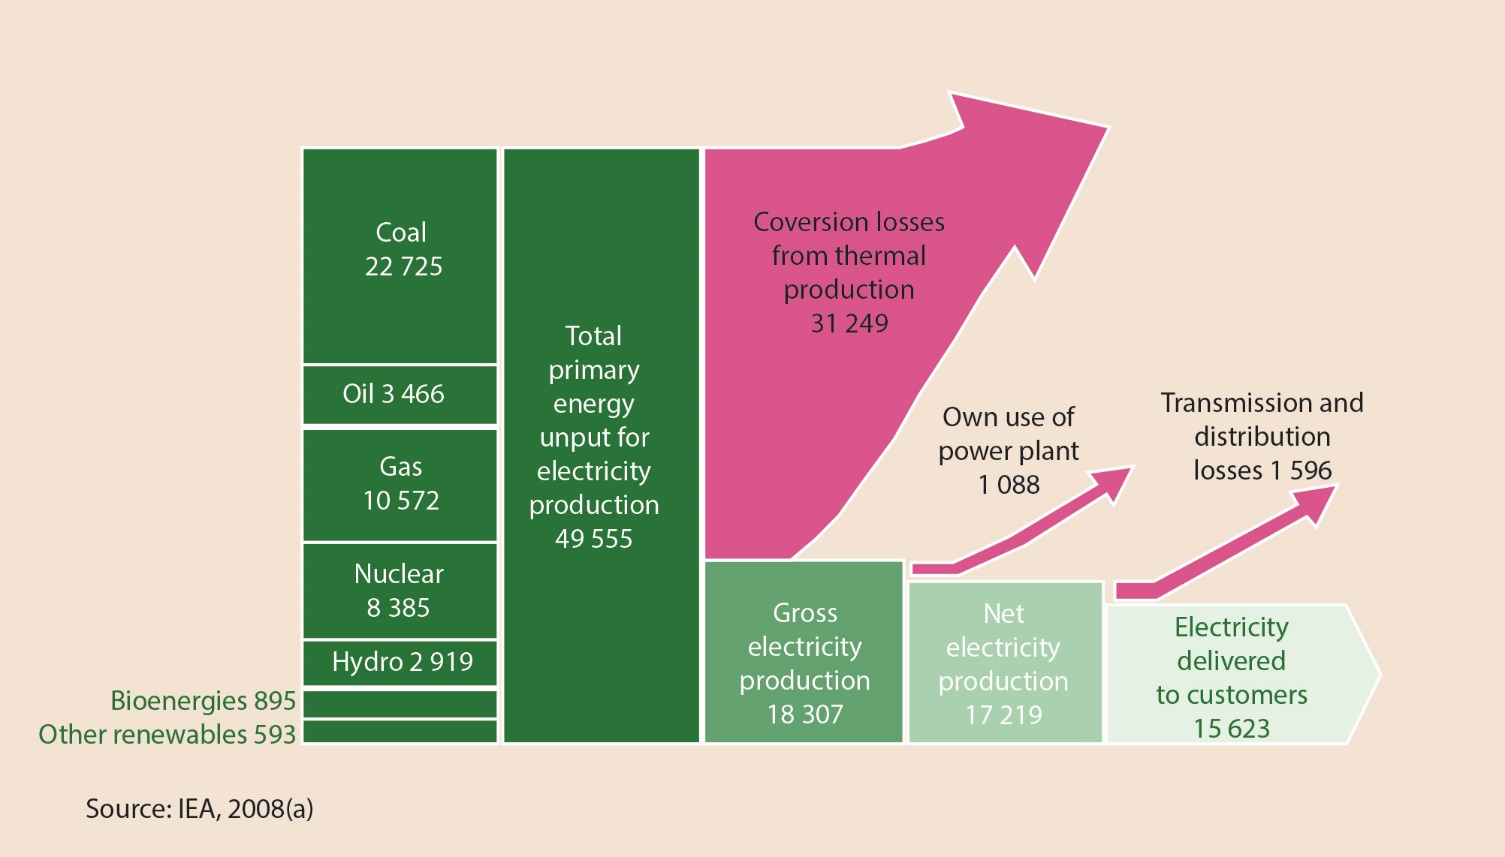 Coal
22 725
Oil 3 466
Gas
10 572
Nuclear
8 385
Hydro 2 919
Bioenergies 895
Other renewables 593
Total
primary
energy
unput for
electricity
production
49 555
Coversion losses
from thermal
production
31 249
Own use of
power plant
1 088
Transmission and
distribution
losses 1 596
Gross
electricity
production
18 307
Net
electricity
production
17 219
Electricity
delivered
to customers
15 623
Source: IEA, 2008(a)